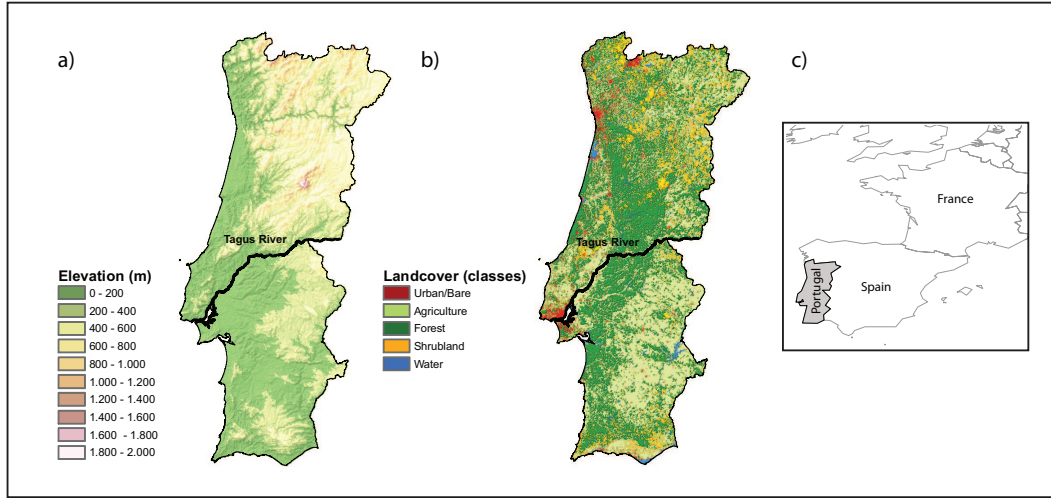 a)
Tagus River
Elevation (m)
0 - 200
200 - 400
400 - 600
600 - 800
800 - 1.000
1.000 - 1.200
1.200 - 1.400
1.400 - 1.600
1.600 - 1.800
1.800 - 2.000
b)
Tagus River
Landcover (classes)
Urban/Bare
Agriculture
Forest
Shrubland
Water
c)
France
Portugal
Spain